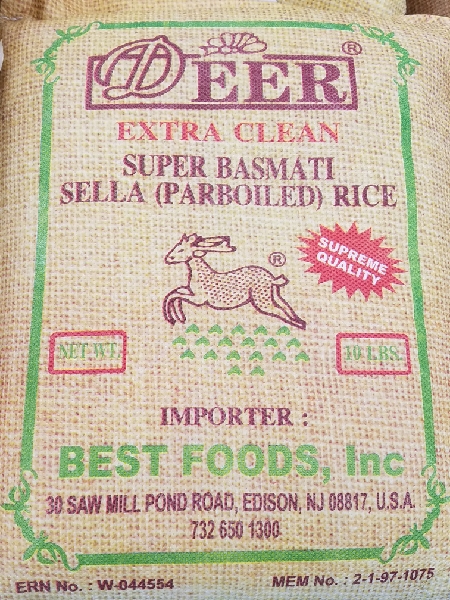 DEER ®
EXTRA CLEAN
SUPER BASMATI
SELLA (PARBOILED) RICE
SUPREME
QUALITY
®
NET WT. 10 LBS.
IMPORTER :
BEST FOODS, Inc
30 SAW MILL POND ROAD, EDISON, NJ 08817, U.S.A.
732 650 1300
ERN No. : W-044554 MEM No. : 2-1-97-1075